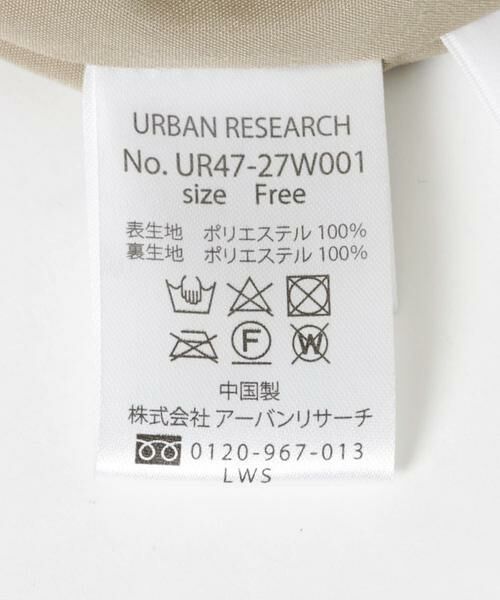 URBAN RESEARCH
No. UR47-27W001
size Free
表生地 ポリエステル 100%
裏生地 ポリエステル 100%
F W
中国製
株式会社 アーバンリサーチ
0120-967-013
LWS